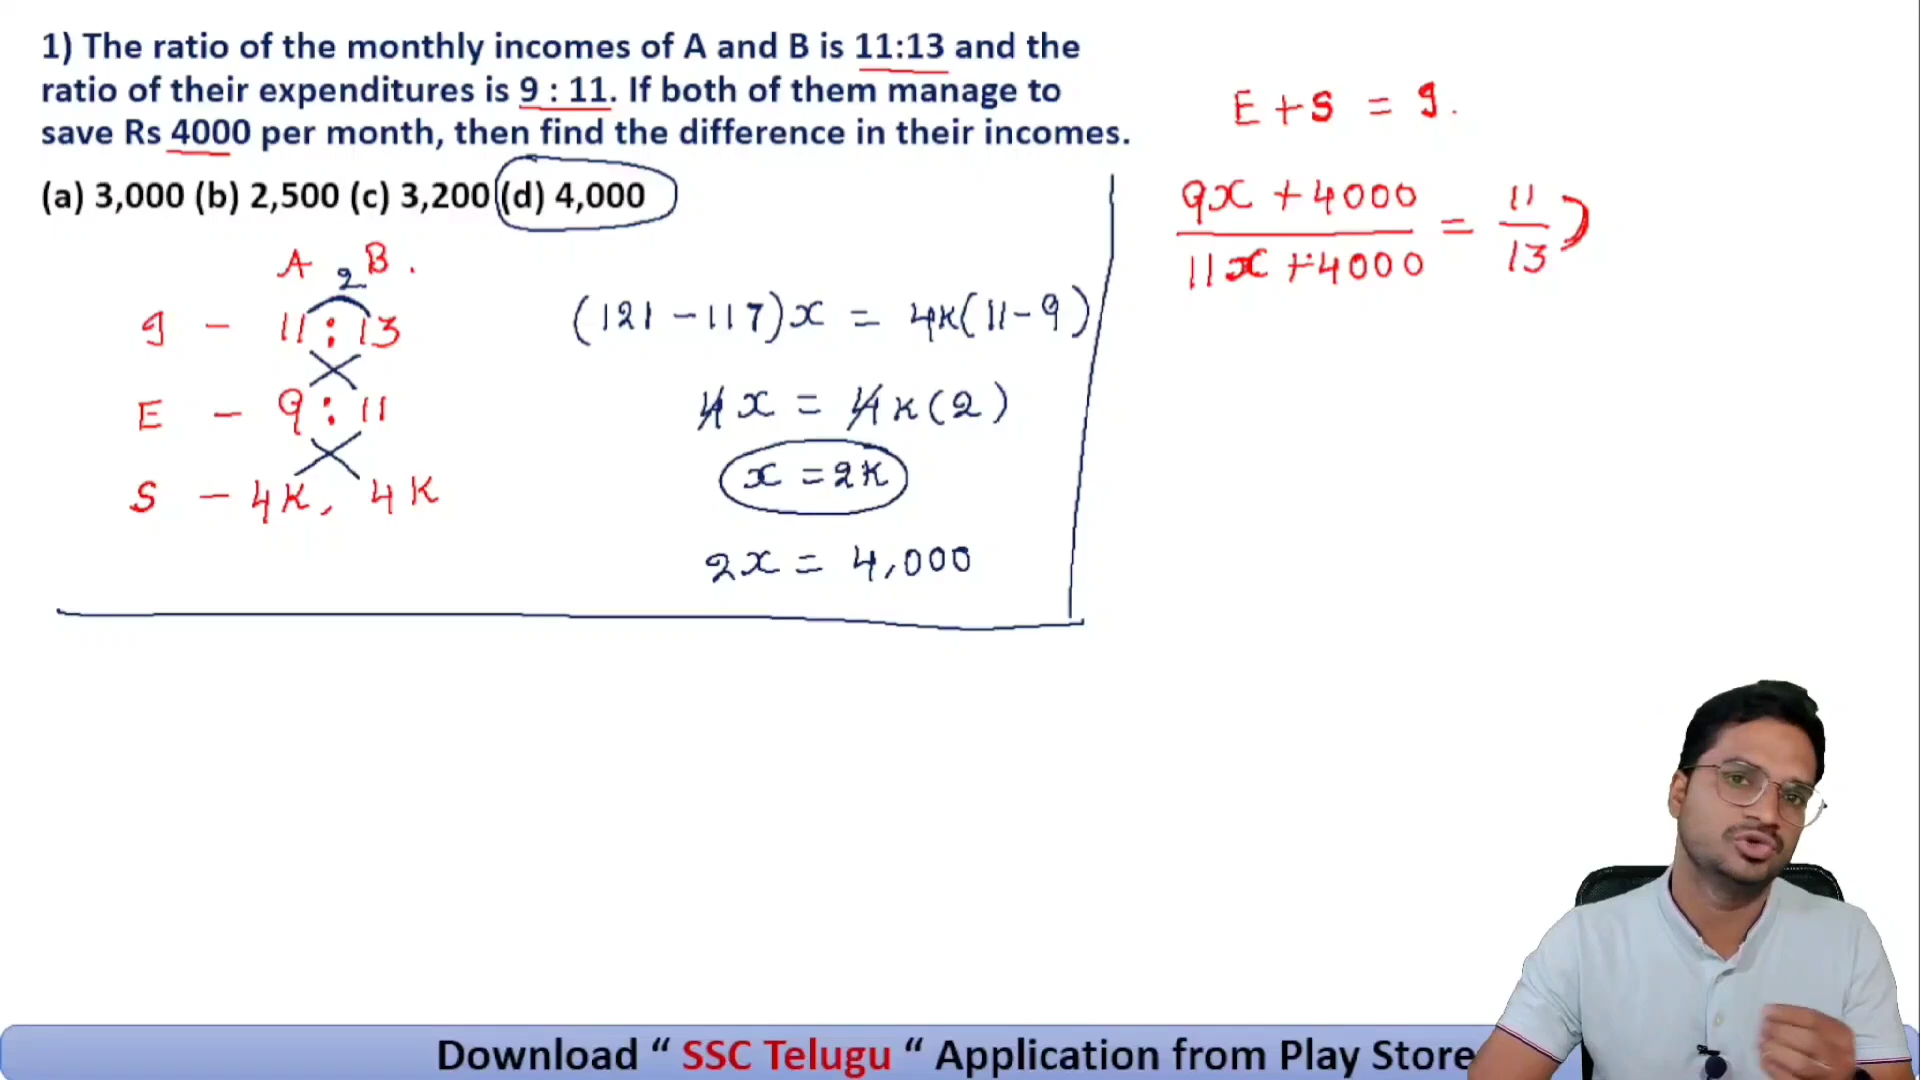 1) The ratio of the monthly incomes of A and B is 11:13 and the
ratio of their expenditures is 9 : 11. If both of them manage to
save Rs 4000 per month, then find the difference in their incomes.
(a) 3,000 (b) 2,500 (c) 3,200 (d) 4,000
A 2 B .
I - 11 : 13
E - 9 : 11
S - 4K, 4K
(121 - 117)x = 4K(11-9)
4x = 4K(2)
x = 2K
2x = 4,000
E + S = I.
9x + 4000
11x + 4000
=
11
13
)
Download “ SSC Telugu “ Application from Play Store